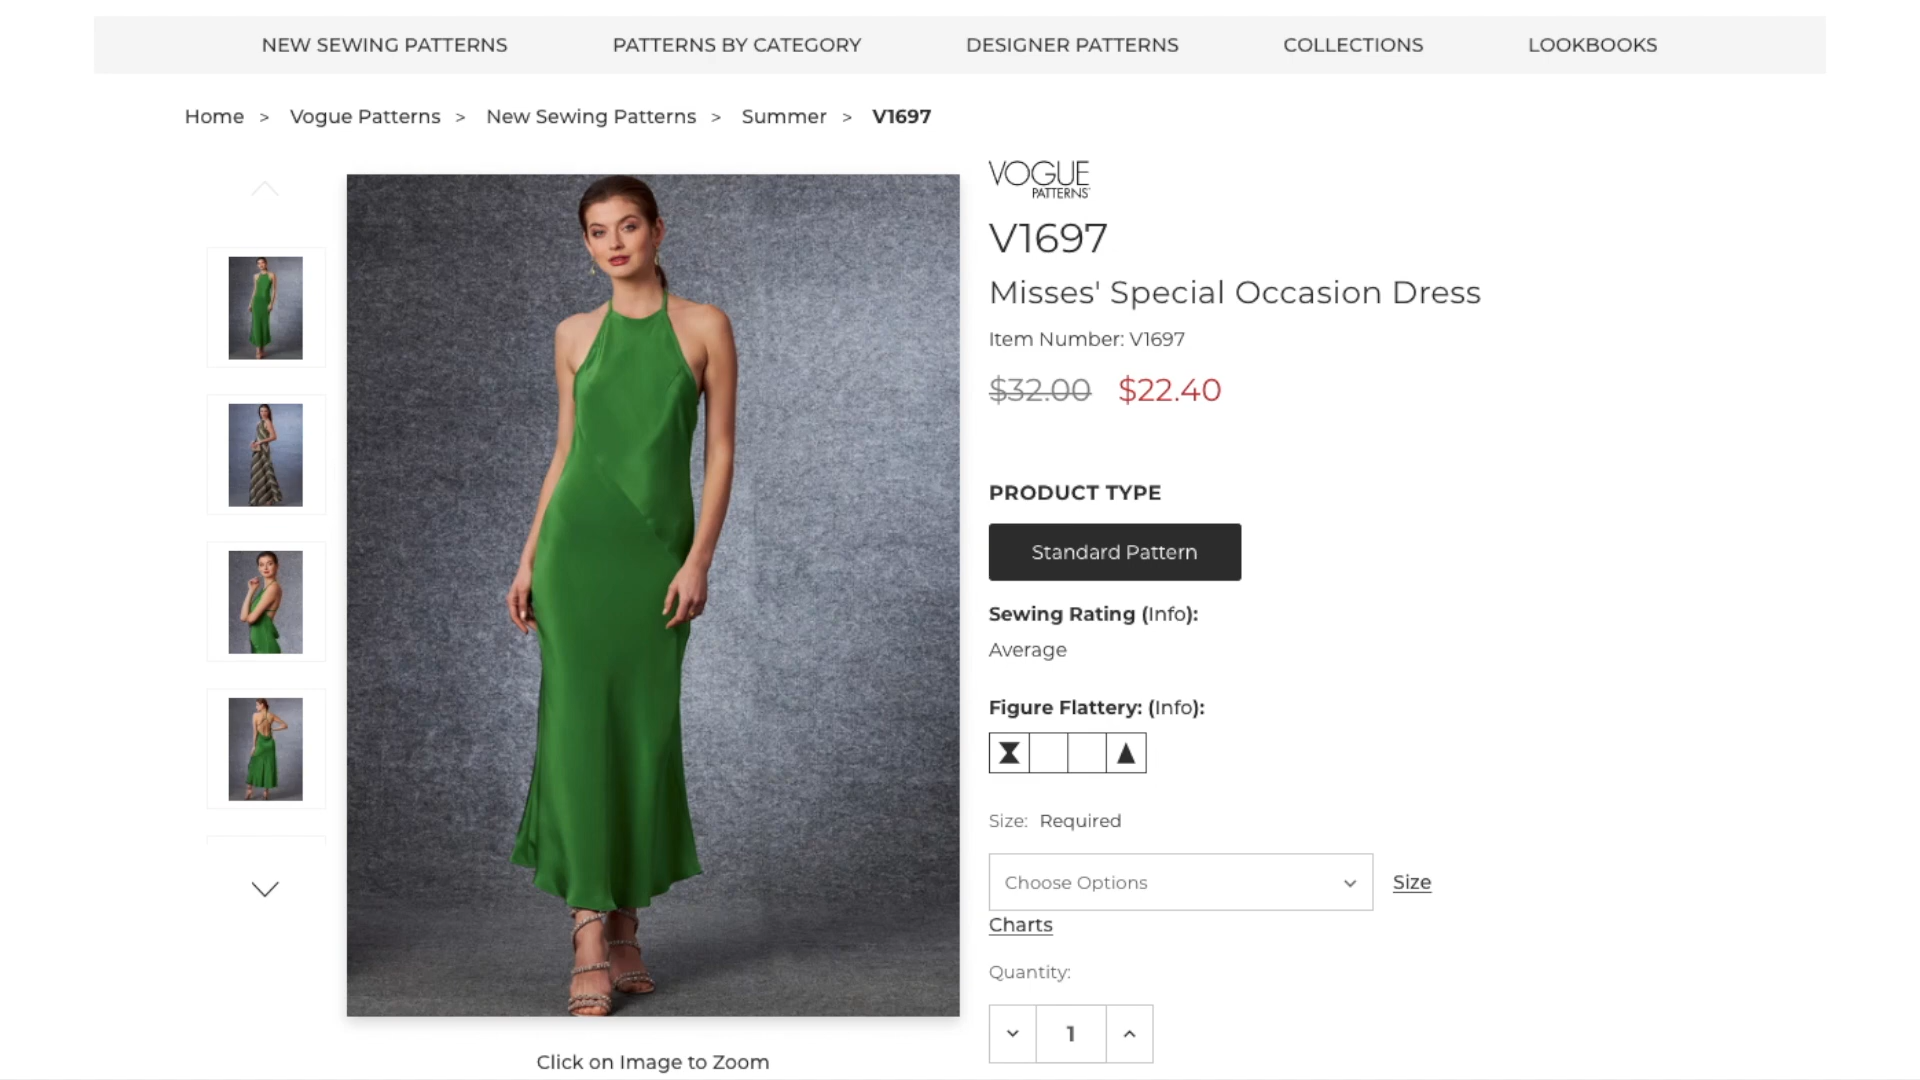 NEW SEWING PATTERNS PATTERNS BY CATEGORY DESIGNER PATTERNS COLLECTIONS LOOKBOOKS
Home > Vogue Patterns > New Sewing Patterns > Summer > V1697
VOGUE
PATTERNS
V1697
Misses' Special Occasion Dress
Item Number: V1697
$32.00 $22.40
PRODUCT TYPE
Standard Pattern
Sewing Rating (Info):
Average
Figure Flattery: (Info):
Size: Required
Choose Options Size
Charts
Quantity:
1
Click on Image to Zoom